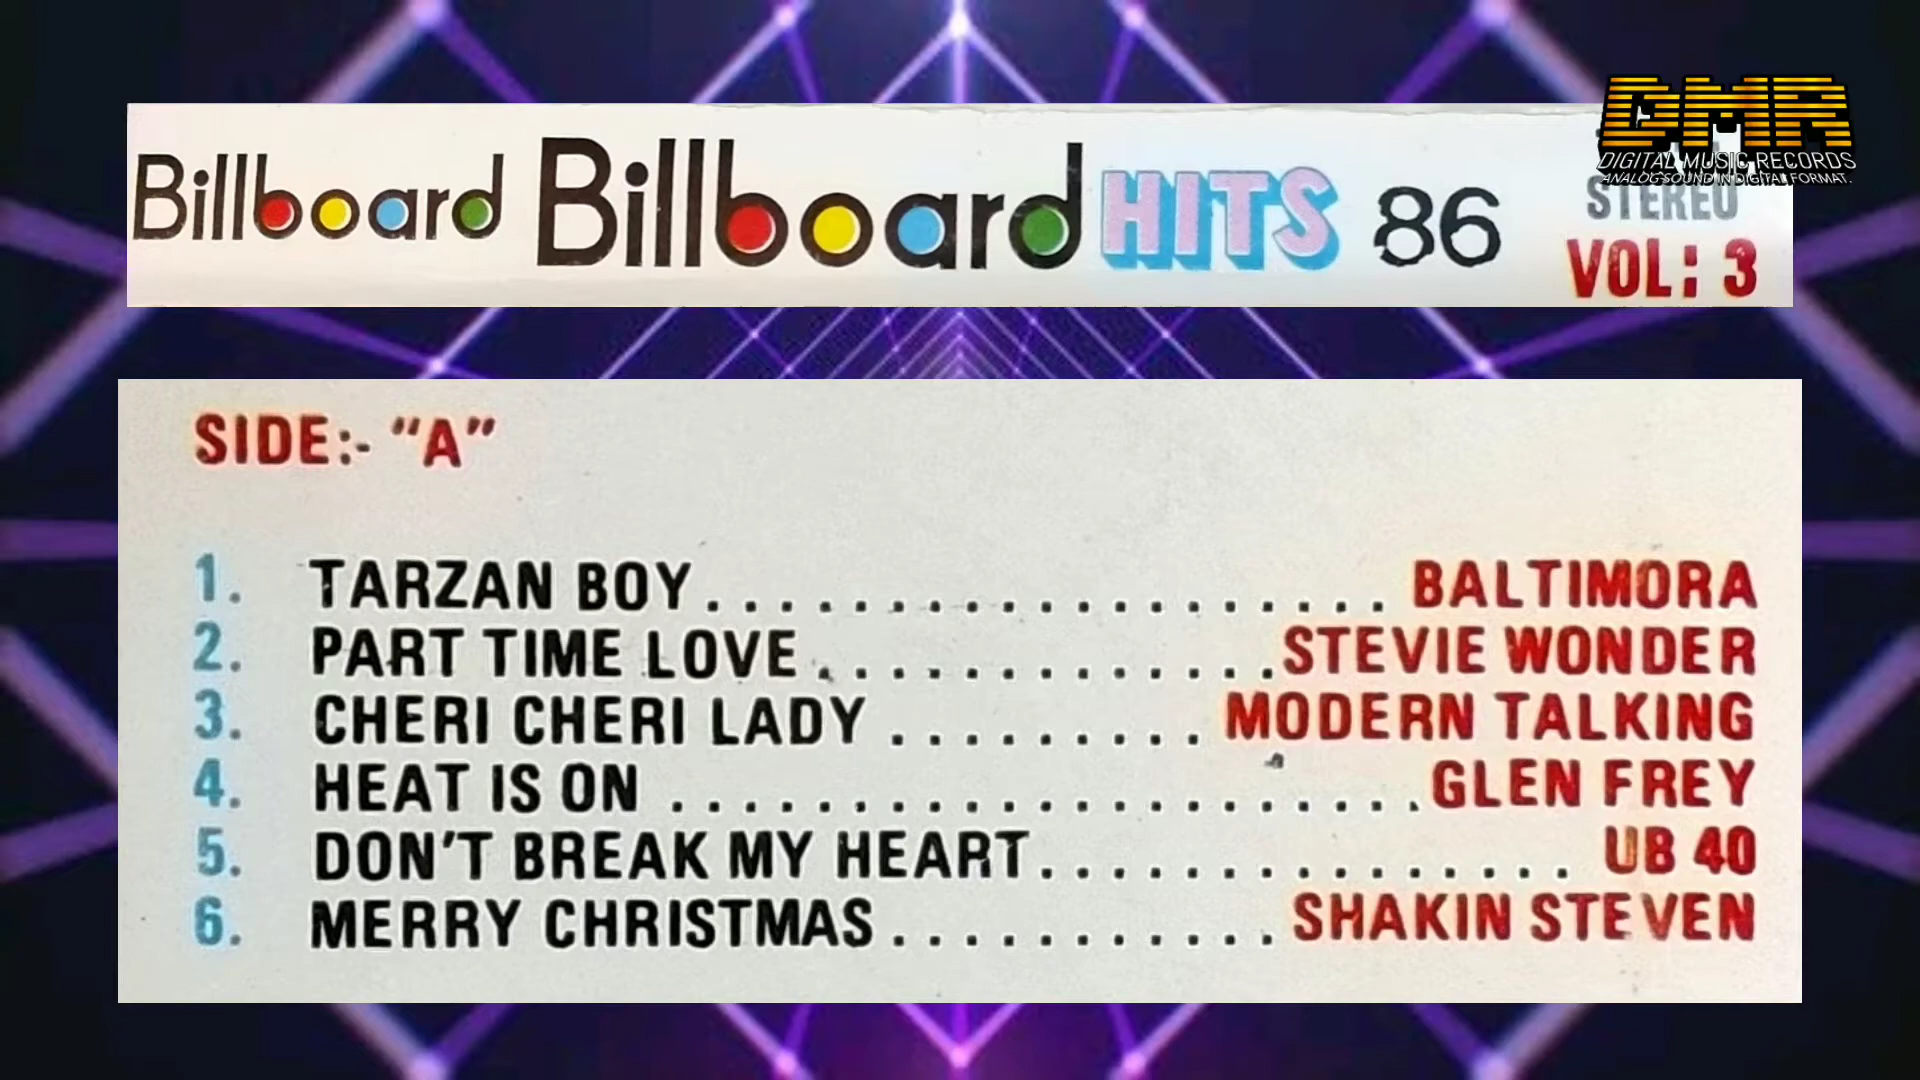 Billboard Billboard HITS 86
DMR
DIGITAL MUSIC RECORDS
ANALOG SOUND IN DIGITAL FORMAT.
STEREO
VOL: 3
SIDE:- "A"
1. TARZAN BOY................... BALTIMORA
2. PART TIME LOVE.............STEVIE WONDER
3. CHERI CHERI LADY ......... MODERN TALKING
4. HEAT IS ON .....................GLEN FREY
5. DON'T BREAK MY HEART............... UB 40
6. MERRY CHRISTMAS...........SHAKIN STEVEN